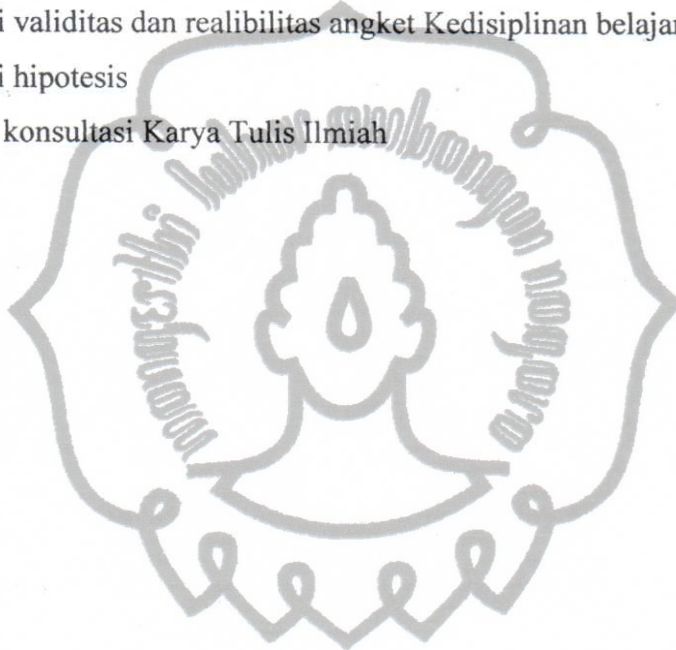 i validitas dan realibilitas angket Kedisiplinan belajar
i hipotesis
konsultasi Karya Tulis Ilmiah